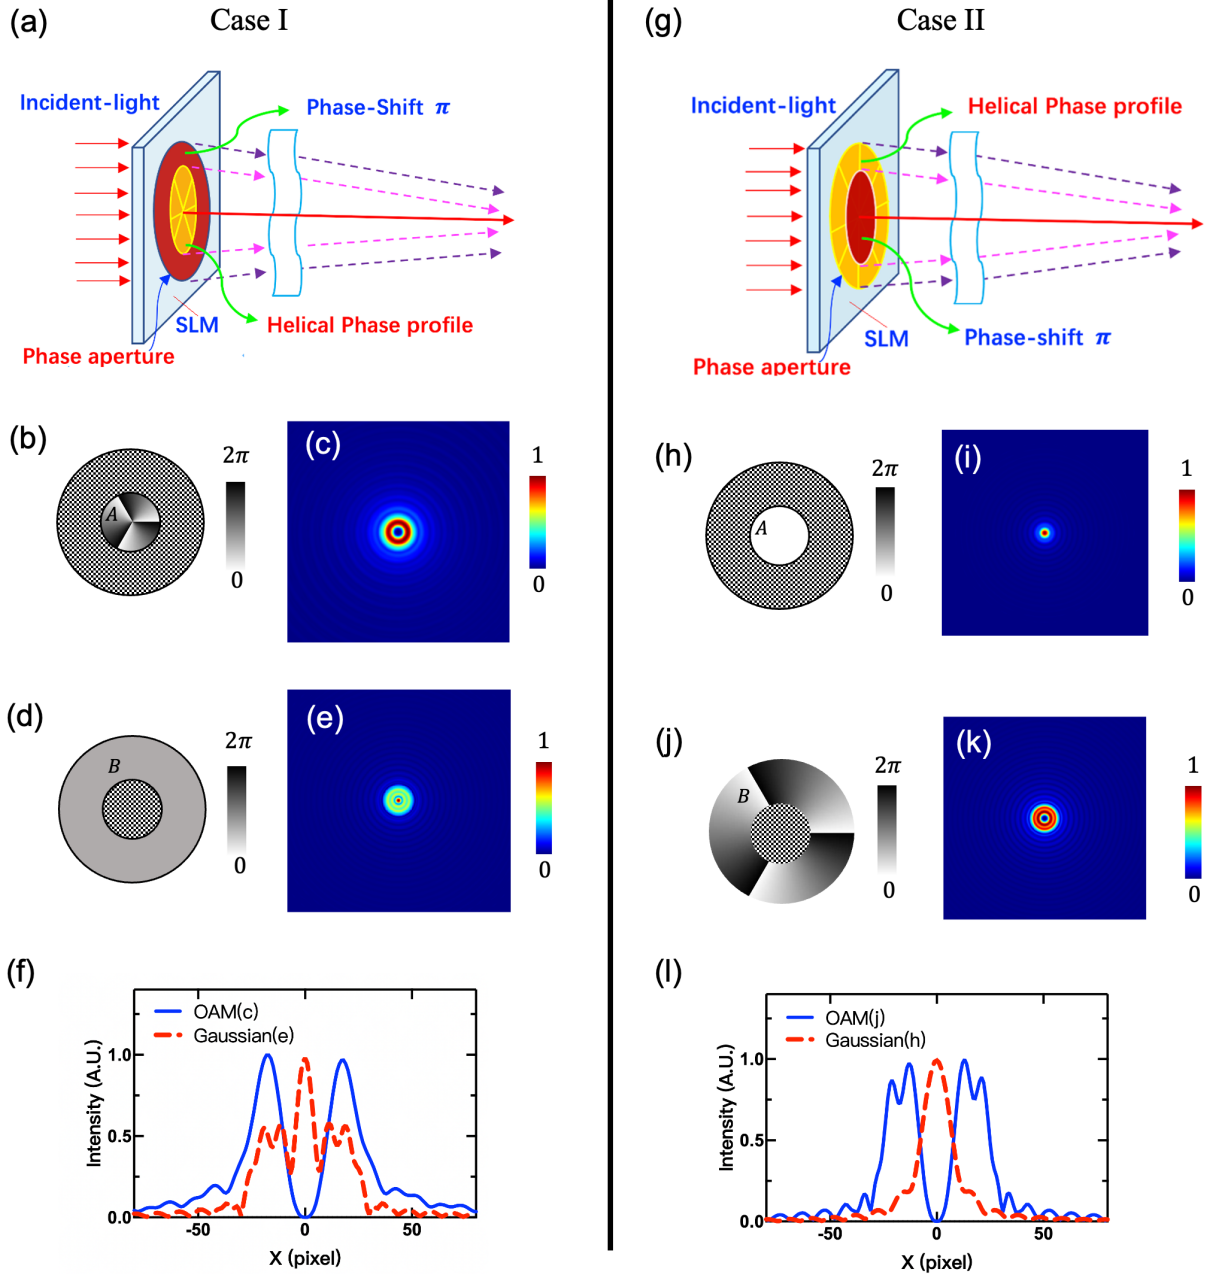 (a)
Case I
Incident-light
Phase-Shift π
SLM
Helical Phase profile
Phase aperture
(b)
A
2π
0
(c)
1
0
(d)
B
2π
0
(e)
1
0
(f)
OAM(c)
Gaussian(e)
Intensity (A.U.)
1.0
0.5
0.0
-50
0
50
X (pixel)
(g)
Case II
Incident-light
Helical Phase profile
SLM
Phase-shift π
Phase aperture
(h)
A
2π
0
(i)
1
0
(j)
B
2π
0
(k)
1
0
(l)
OAM(j)
Gaussian(h)
Intensity (A.U.)
1.0
0.5
0.0
-50
0
50
X (pixel)